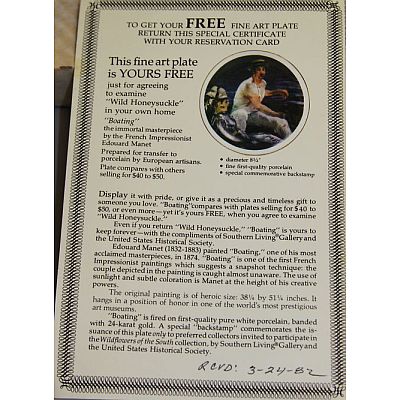 TO GET YOUR FREE FINE ART PLATE
RETURN THIS SPECIAL CERTIFICATE
WITH YOUR RESERVATION CARD
This fine art plate
is YOURS FREE
just for agreeing
to examine
"Wild Honeysuckle"
in your own home
"Boating"
the immortal masterpiece
by the French Impressionist
Edouard Manet
Prepared for transfer to
porcelain by European artisans.
Plate compares with others
selling for $40 to $50.
• diameter 8¼"
• fine first-quality porcelain
• special commemorative backstamp
Display it with pride, or give it as a precious and timeless gift to
someone you love. "Boating" compares with plates selling for $40 to
$50, or even more—yet it's yours FREE, when you agree to examine
"Wild Honeysuckle."
Even if you return "Wild Honeysuckle," "Boating" is yours to
keep forever—with the compliments of Southern Living® Gallery and
the United States Historical Society.
Edouard Manet (1832-1883) painted "Boating," one of his most
acclaimed masterpieces, in 1874, "Boating" is one of the first French
Impressionist paintings which suggests a snapshot technique: the
couple depicted in the painting is caught almost unaware. The use of
sunlight and subtle coloration is Manet at the height of his creative
powers.
The original painting is of heroic size: 38¼ by 51¼ inches. It
hangs in a position of honor in one of the world's most prestigious
art museums.
"Boating" is fired on first-quality pure white porcelain, banded
with 24-karat gold. A special "backstamp" commemorates the is-
suance of this plate only to preferred collectors invited to participate in
the Wildflowers of the South collection, by Southern Living® Gallery and
the United States Historical Society.
RCVD: 3-24-82